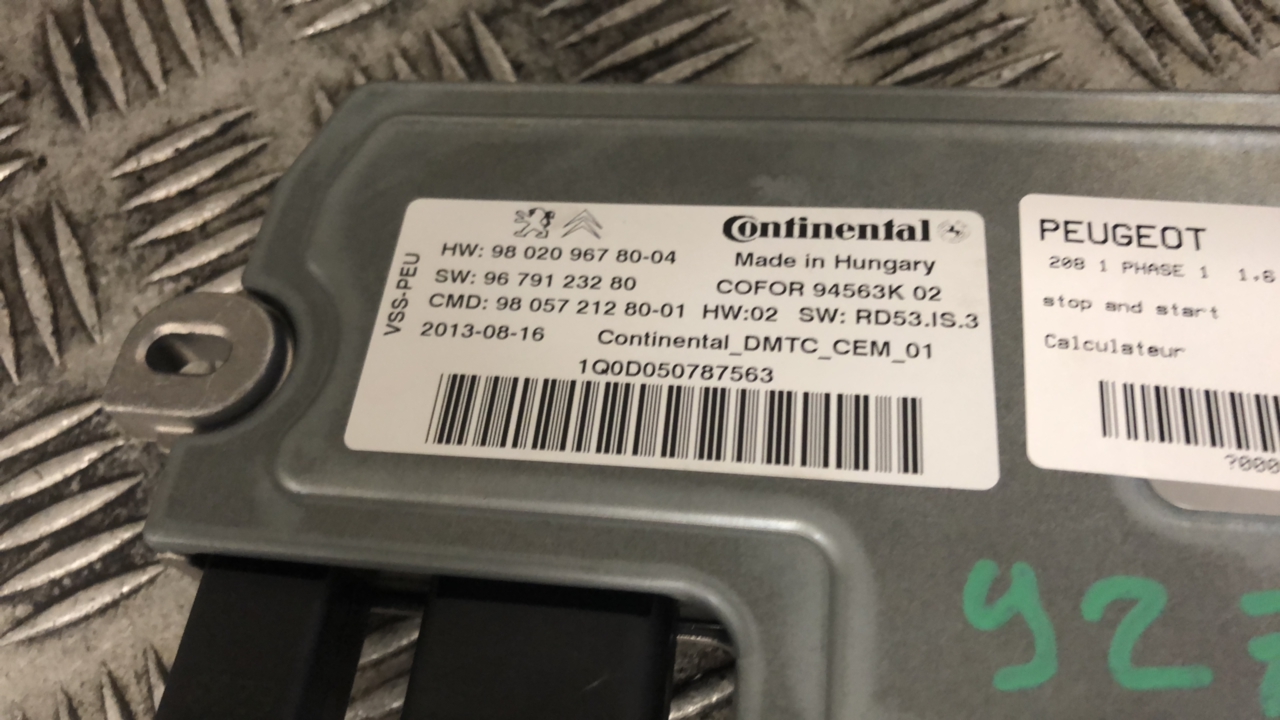 VSS-PEU
Continental
HW: 98 020 967 80-04
Made in Hungary
SW: 96 791 232 80
COFOR 94563K 02
CMD: 98 057 212 80-01 HW:02 SW: RD53.IS.3
2013-08-16 Continental_DMTC_CEM_01
1Q0D050787563
PEUGEOT
208 1 PHASE 1 1.6
stop and start
Calculateur
?000
92